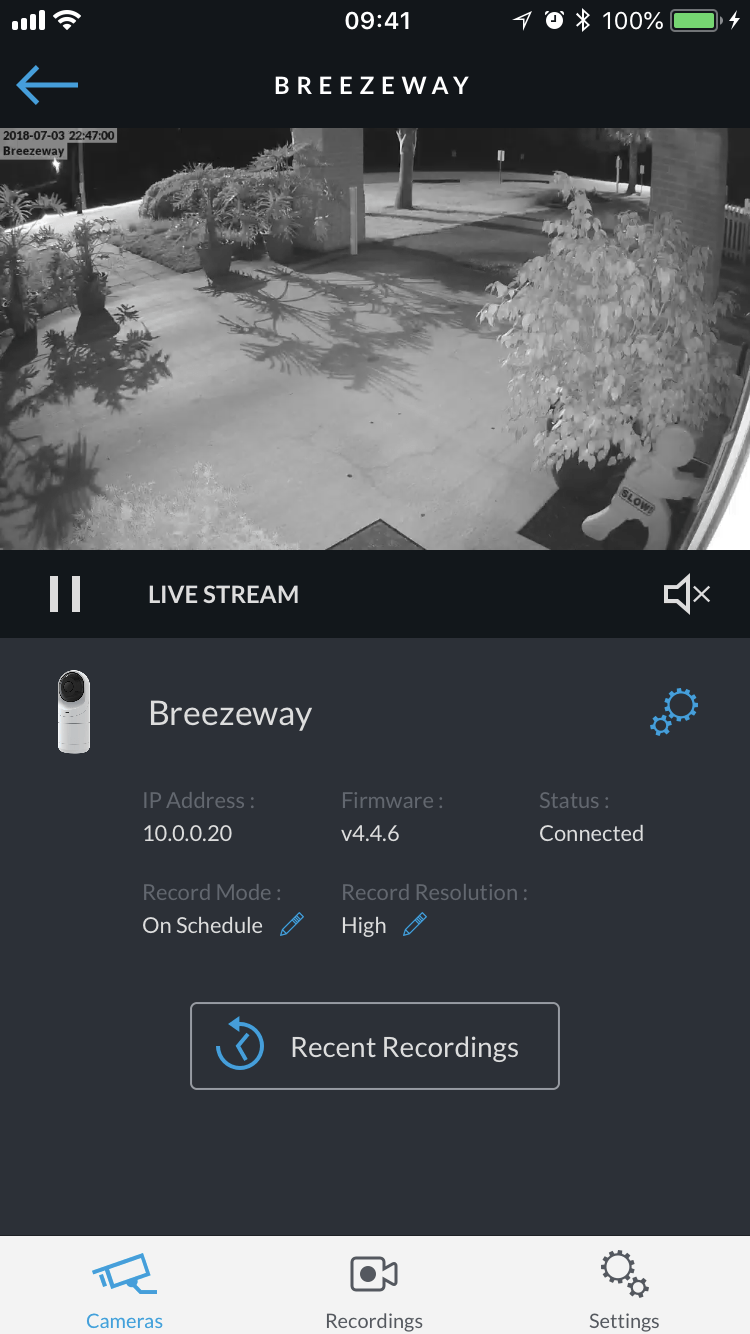 09:41
100%
BREEZEWAY
2018-07-03 22:47:00
Breezeway
SLOW!
LIVE STREAM
Breezeway
IP Address :
Firmware :
Status :
10.0.0.20
v4.4.6
Connected
Record Mode :
Record Resolution :
On Schedule
High
Recent Recordings
Cameras
Recordings
Settings